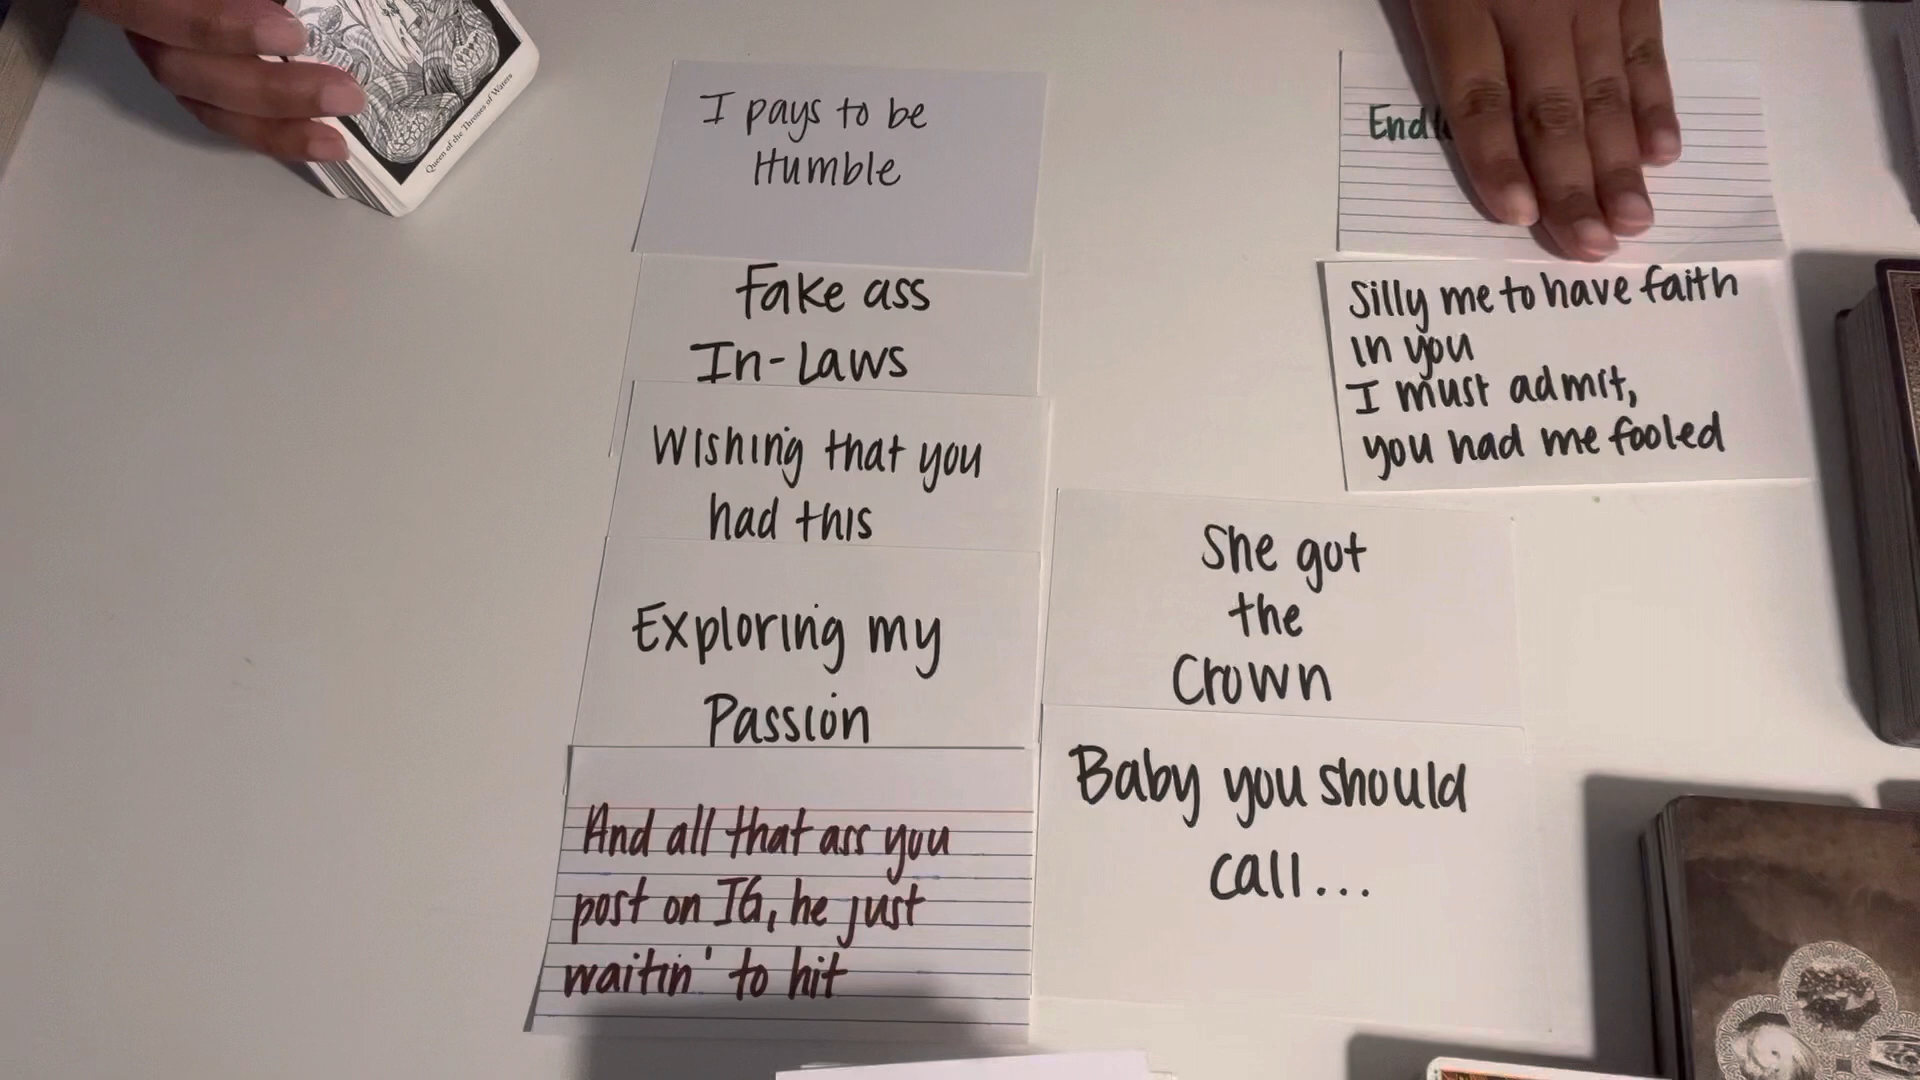 Queen of the Thrones of Waters
I pays to be
Humble
Fake ass
In-Laws
Wishing that you
had this
Exploring my
Passion
And all that ass you
post on IG, he just
waitin' to hit
Silly me to have faith
in you
I must admit,
you had me fooled
She got
the
Crown
Baby you should
call...